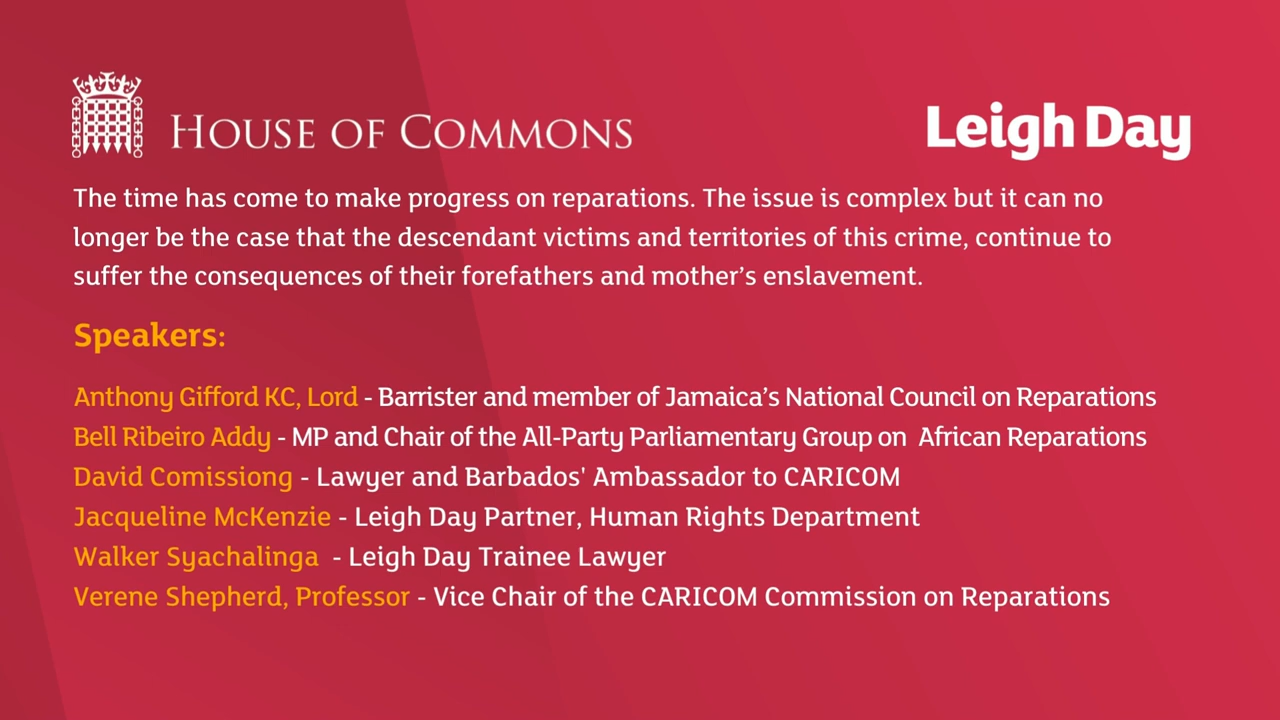 HOUSE OF COMMONS
Leigh Day
The time has come to make progress on reparations. The issue is complex but it can no
longer be the case that the descendant victims and territories of this crime, continue to
suffer the consequences of their forefathers and mother’s enslavement.
Speakers:
Anthony Gifford KC, Lord - Barrister and member of Jamaica’s National Council on Reparations
Bell Ribeiro Addy - MP and Chair of the All-Party Parliamentary Group on  African Reparations
David Comissiong - Lawyer and Barbados' Ambassador to CARICOM
Jacqueline McKenzie - Leigh Day Partner, Human Rights Department
Walker Syachalinga  - Leigh Day Trainee Lawyer
Verene Shepherd, Professor - Vice Chair of the CARICOM Commission on Reparations